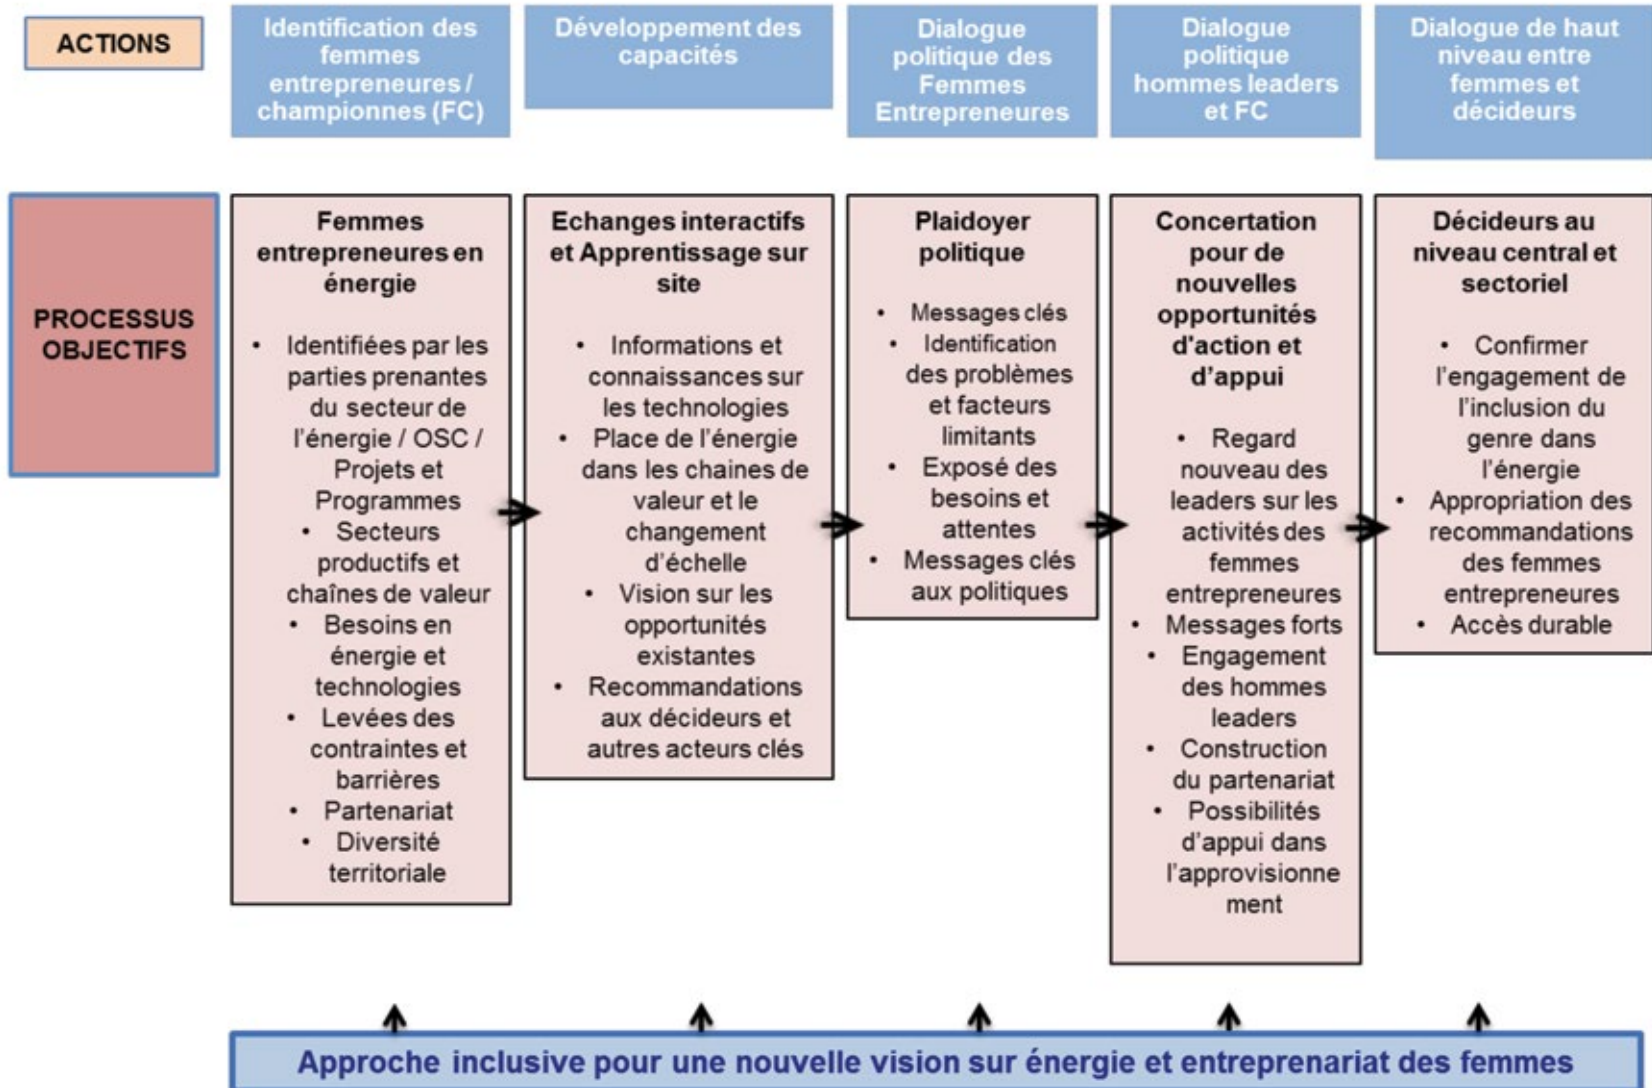 ACTIONS
Identification des
femmes
entrepreneures /
championnes (FC)
Développement des
capacités
Dialogue
politique des
Femmes
Entrepreneures
Dialogue
politique
hommes leaders
et FC
Dialogue de haut
niveau entre
femmes et
décideurs
PROCESSUS
OBJECTIFS
Femmes
entrepreneures en
énergie
• Identifiées par les
parties prenantes
du secteur de
l’énergie / OSC /
Projets et
Programmes
• Secteurs
productifs et
chaînes de valeur
• Besoins en
énergie et
technologies
• Levées des
contraintes et
barrières
• Partenariat
• Diversité
territoriale
Echanges interactifs
et Apprentissage sur
site
• Informations et
connaissances sur
les technologies
• Place de l’énergie
dans les chaines de
valeur et le
changement
d’échelle
• Vision sur les
opportunités
existantes
• Recommandations
aux décideurs et
autres acteurs clés
Plaidoyer
politique
• Messages clés
• Identification
des problèmes
et facteurs
limitants
• Exposé des
besoins et
attentes
• Messages clés
aux politiques
Concertation
pour de
nouvelles
opportunités
d'action et
d’appui
• Regard
nouveau des
leaders sur les
activités des
femmes
entrepreneures
• Messages forts
• Engagement
des hommes
leaders
• Construction
du partenariat
• Possibilités
d’appui dans
l’approvisionne
ment
Décideurs au
niveau central et
sectoriel
• Confirmer
l’engagement de
l’inclusion du
genre dans
l’énergie
• Appropriation des
recommandations
des femmes
entrepreneures
• Accès durable
Approche inclusive pour une nouvelle vision sur énergie et entreprenariat des femmes